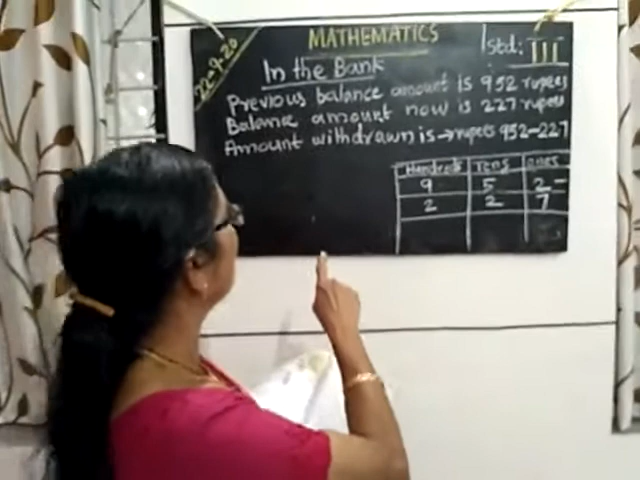 22-9-20
MATHEMATICS
std: III
In the Bank
Previous balance amount is 952 rupees
Balance amount now is 227 rupees
Amount withdrawn is → rupees 952-227
Hundreds Tens ones
9 5 2 -
2 2 7